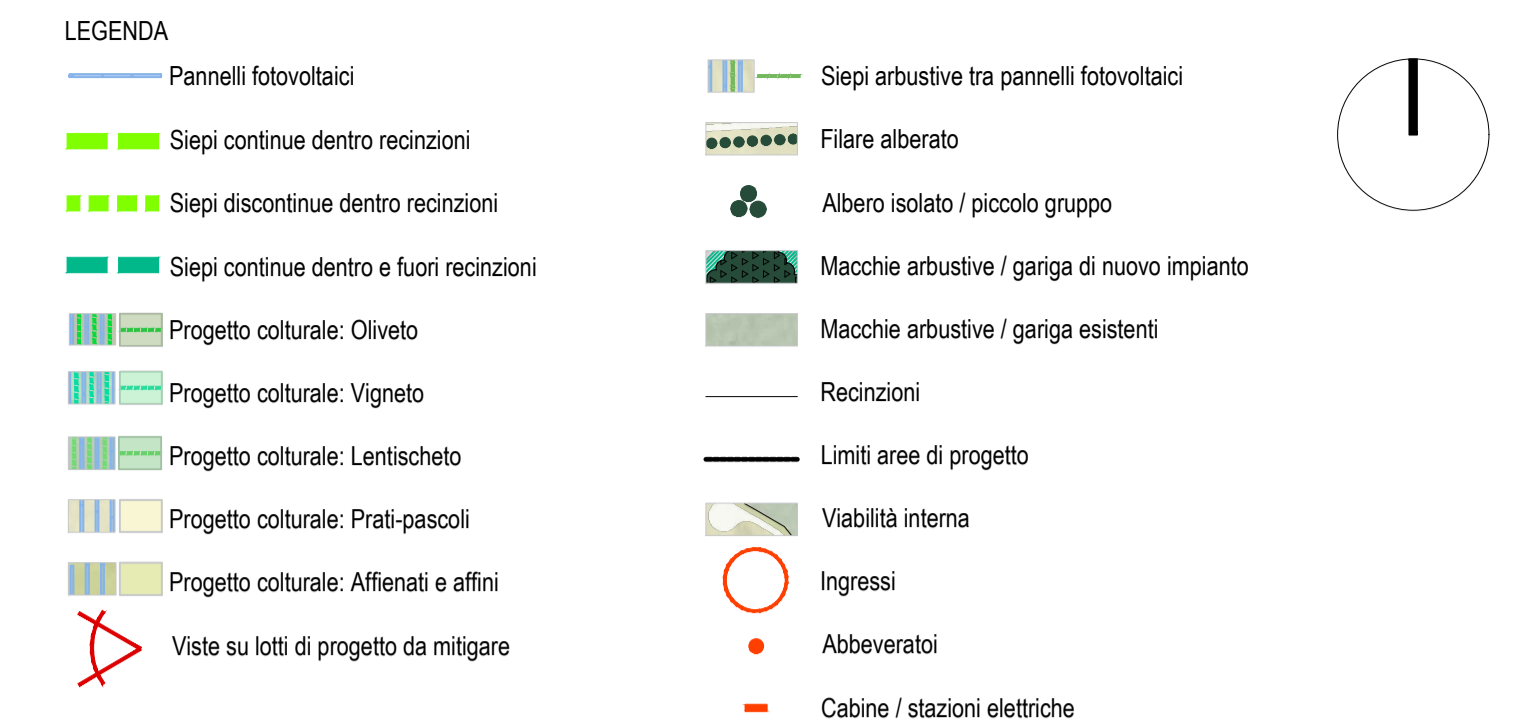 LEGENDA
Pannelli fotovoltaici
Siepi continue dentro recinzioni
Siepi discontinue dentro recinzioni
Siepi continue dentro e fuori recinzioni
Progetto colturale: Oliveto
Progetto colturale: Vigneto
Progetto colturale: Lentischeto
Progetto colturale: Prati-pascoli
Progetto colturale: Affienati e affini
Viste su lotti di progetto da mitigare
Siepi arbustive tra pannelli fotovoltaici
Filare alberato
Albero isolato / piccolo gruppo
Macchie arbustive / gariga di nuovo impianto
Macchie arbustive / gariga esistenti
Recinzioni
Limiti aree di progetto
Viabilità interna
Ingressi
Abbeveratoi
Cabine / stazioni elettriche